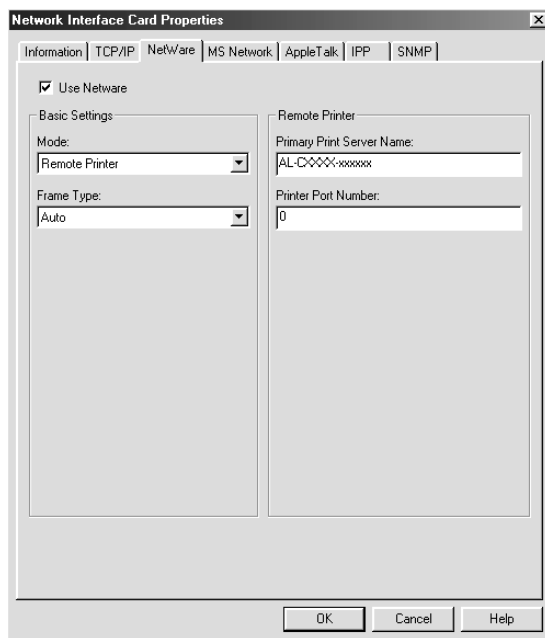 Network Interface Card Properties
Information TCP/IP NetWare MS Network AppleTalk IPP SNMP
Use Netware
Basic Settings
Mode:
Remote Printer
Frame Type:
Auto
Remote Printer
Primary Print Server Name:
AL-CXXXX-xxxxxx
Printer Port Number:
0
OK Cancel Help